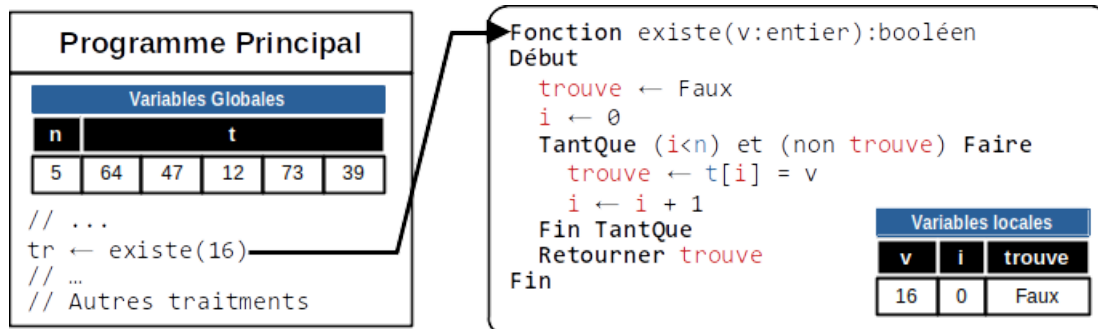 Programme Principal
Variables Globales
n t
5 64 47 12 73 39
// ...
tr ← existe(16)
// …
// Autres traitments
Fonction existe(v:entier):booléen
Début
trouve ← Faux
i ← 0
TantQue (i<n) et (non trouve) Faire
trouve ← t[i] = v
i ← i + 1
Fin TantQue
Retourner trouve
Fin
Variables locales
v i trouve
16 0 Faux